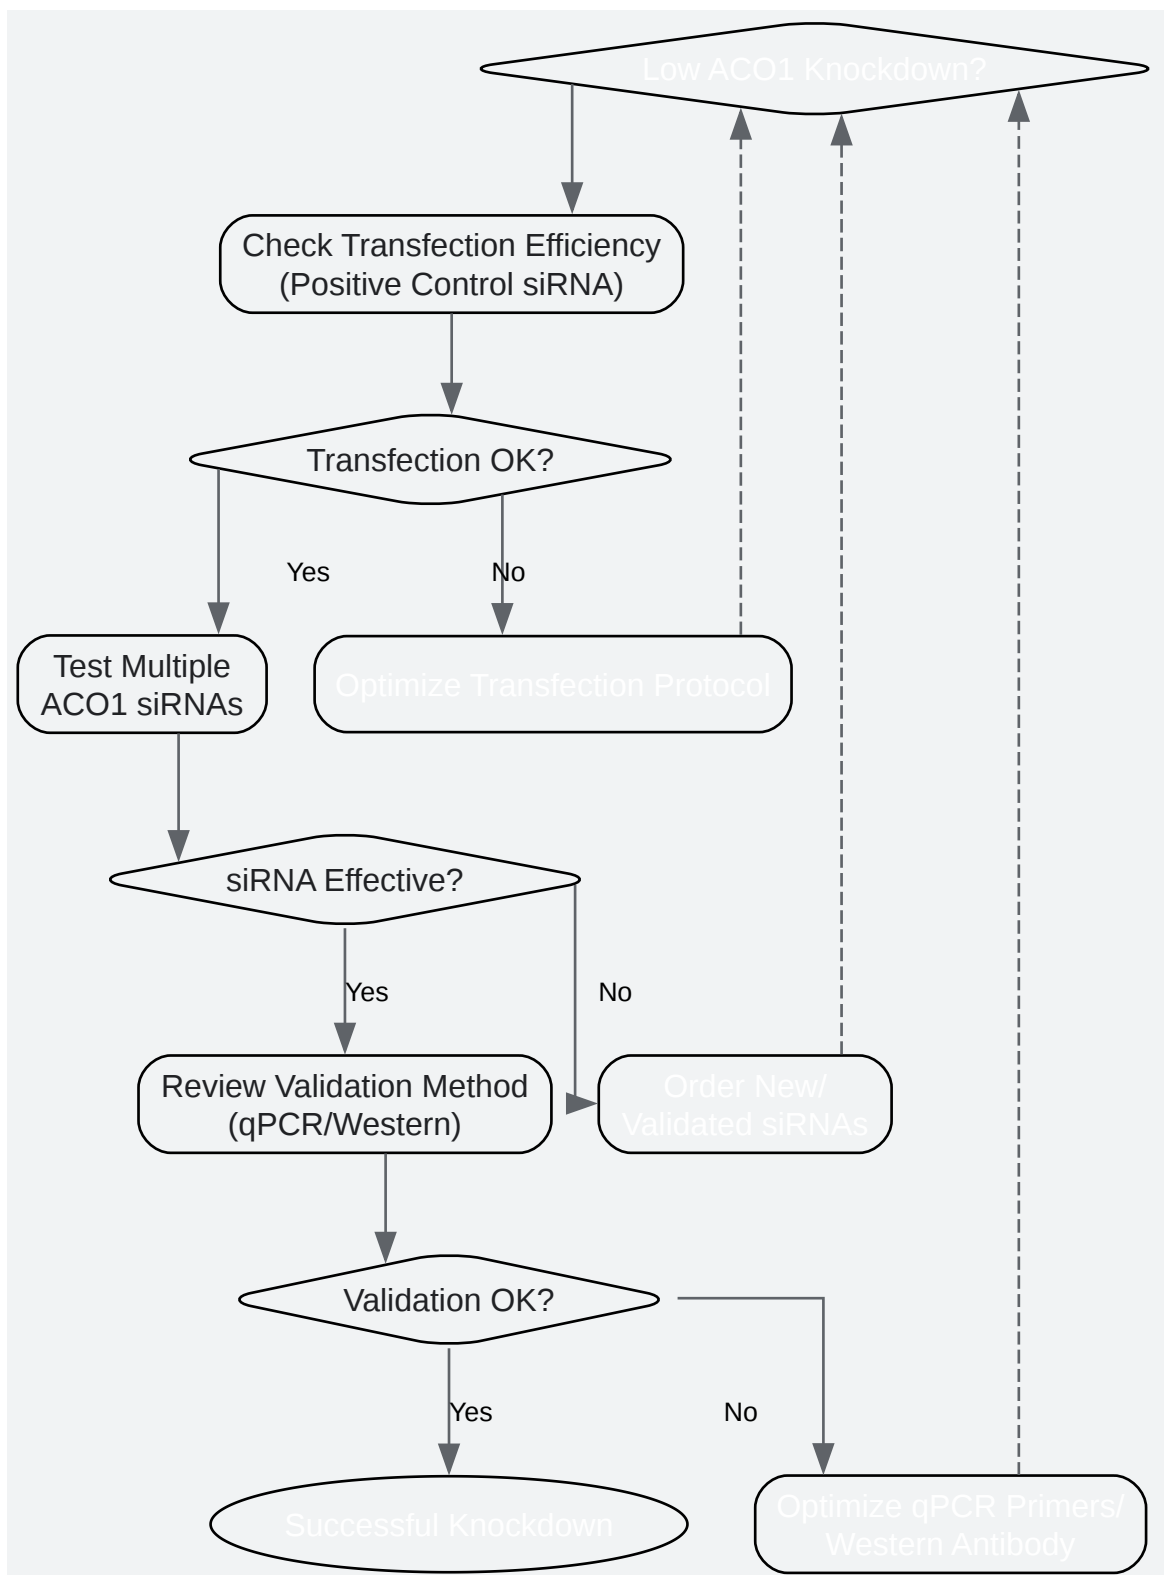 Low ACO1 Knockdown?
Check Transfection Efficiency
(Positive Control siRNA)
Transfection OK?
Yes
No
Test Multiple
ACO1 siRNAs
Optimize Transfection Protocol
siRNA Effective?
Yes
No
Review Validation Method
(qPCR/Western)
Order New/
Validated siRNAs
Validation OK?
Yes
No
Successful Knockdown
Optimize qPCR Primers/
Western Antibody